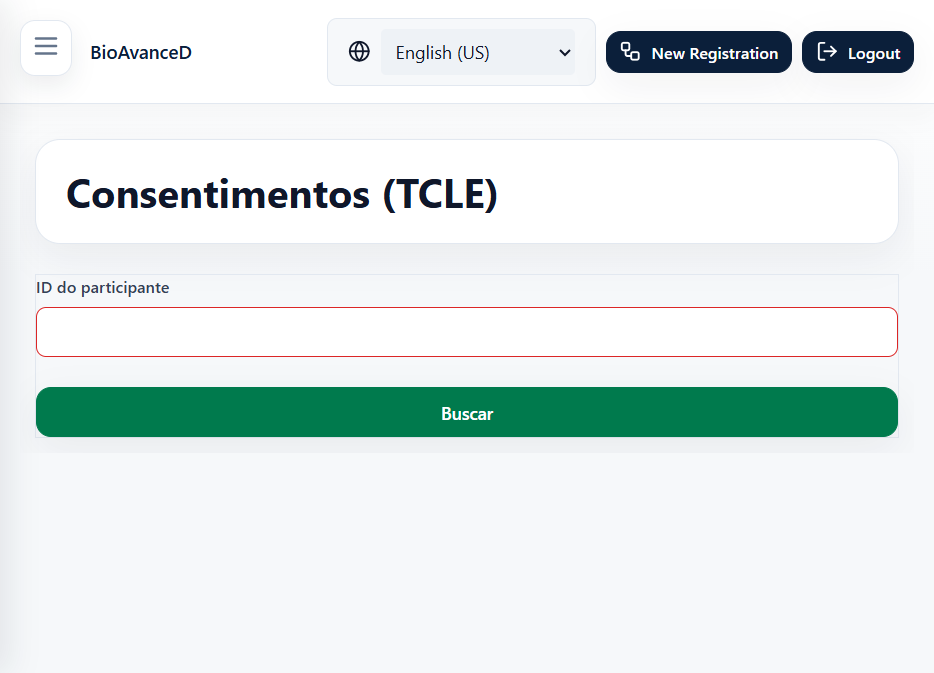 BioAvanceD
English (US)
New Registration
Logout
Consentimentos (TCLE)
ID do participante
Buscar